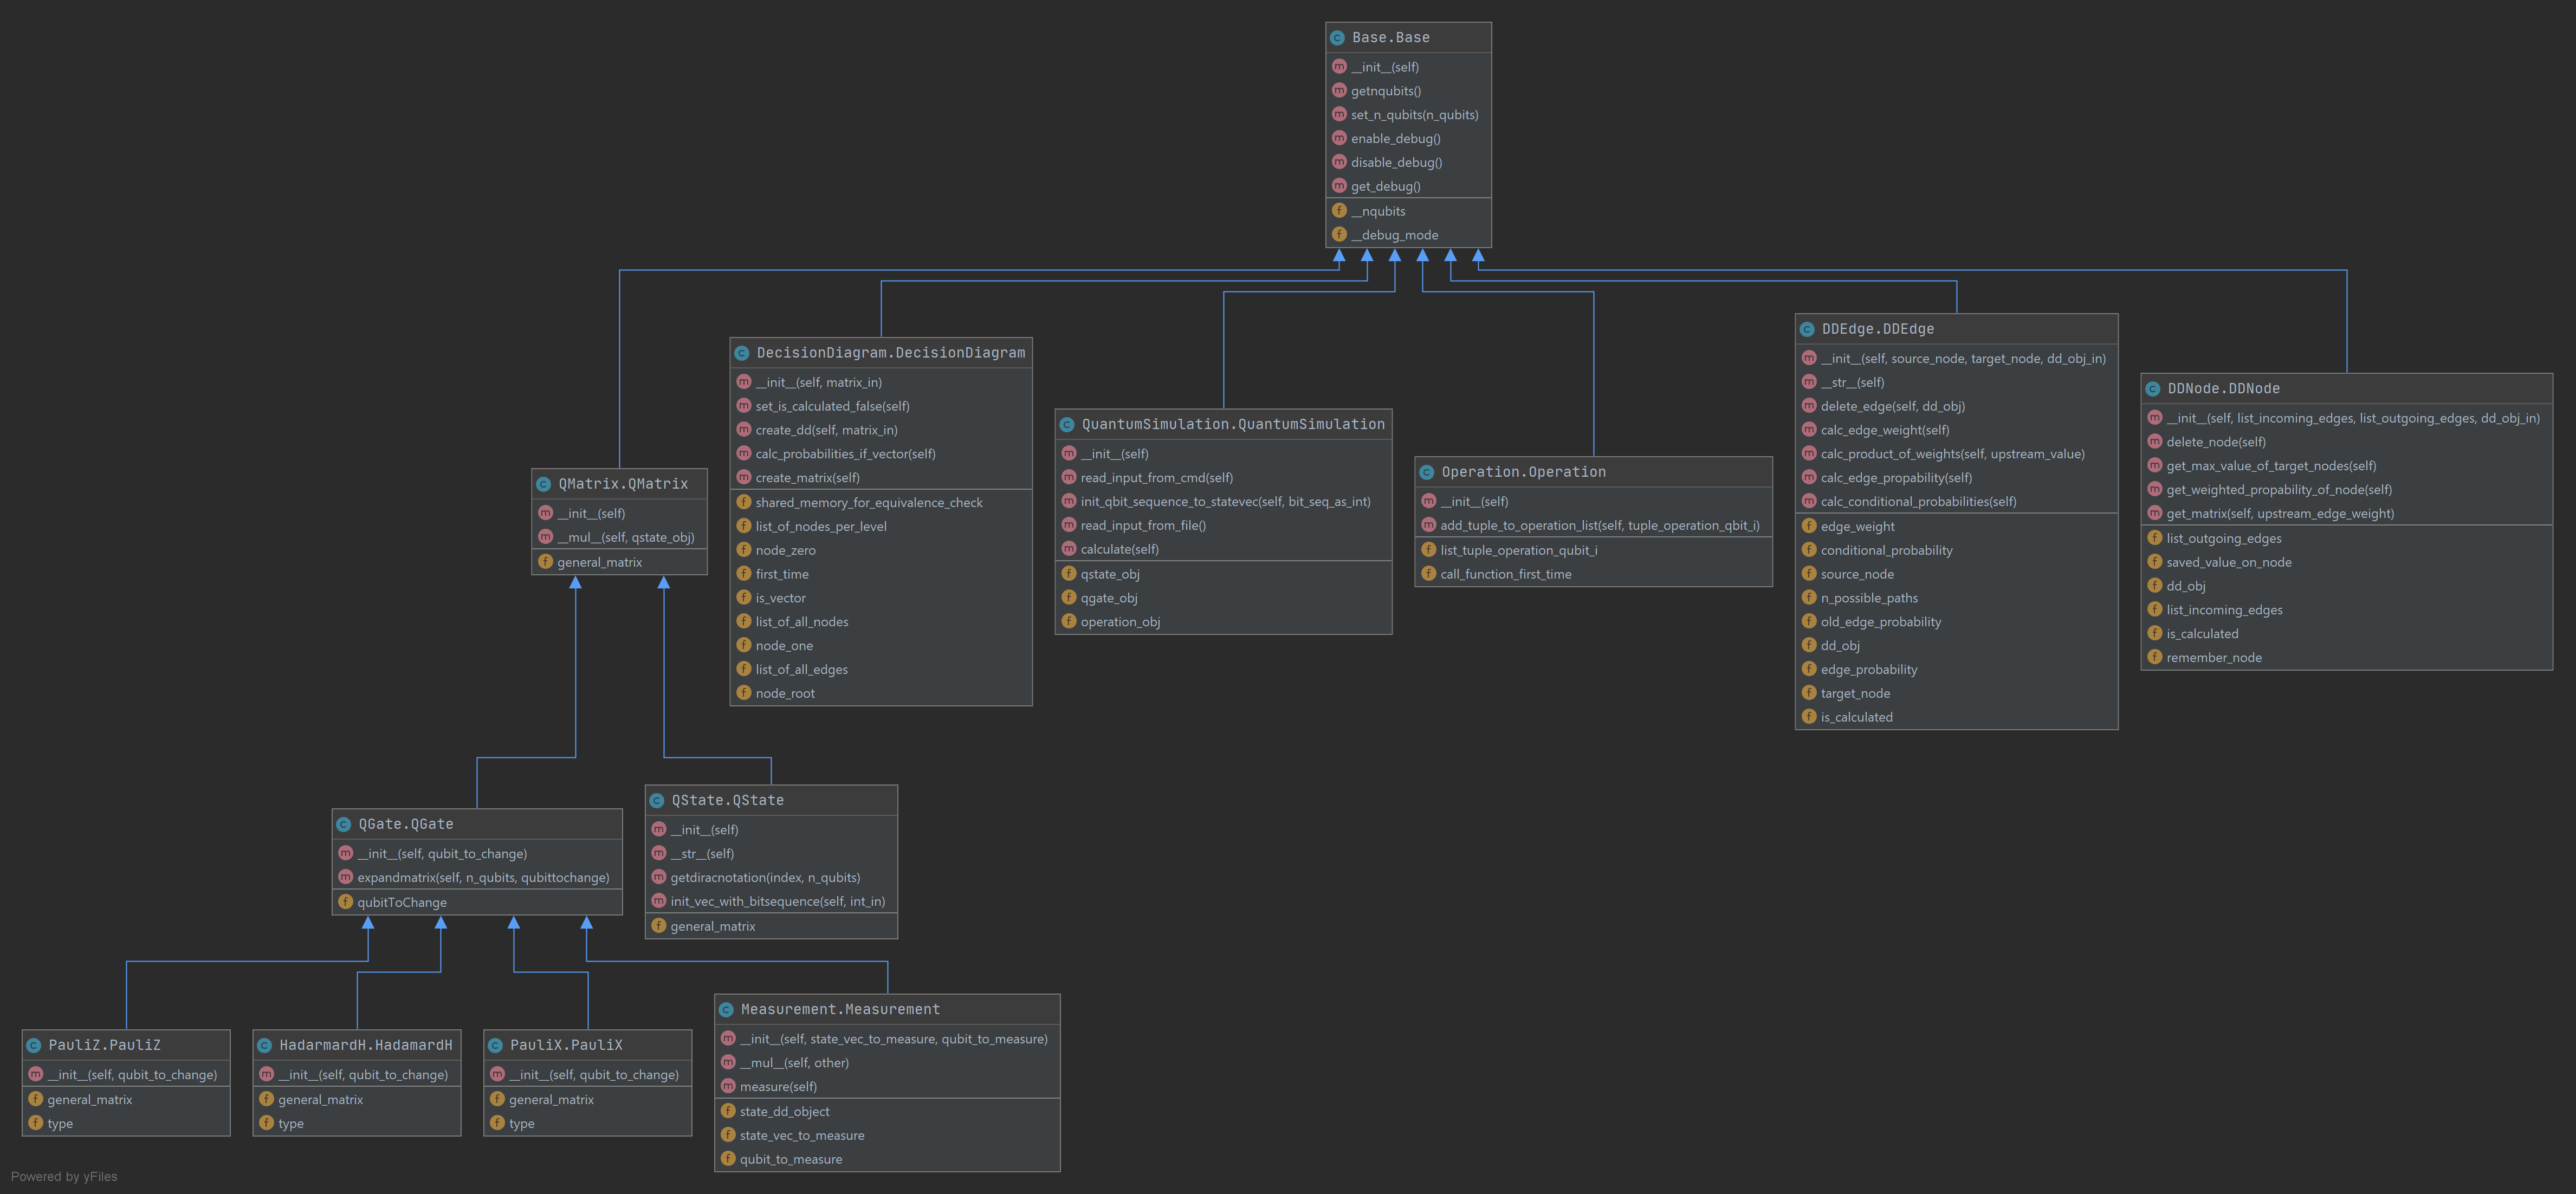 Base.Base
__init__(self)
getnqubits()
set_n_qubits(n_qubits)
enable_debug()
disable_debug()
get_debug()
__nqubits
__debug_mode
QMatrix.QMatrix
__init__(self)
__mul__(self, qstate_obj)
general_matrix
DecisionDiagram.DecisionDiagram
__init__(self, matrix_in)
set_is_calculated_false(self)
create_dd(self, matrix_in)
calc_probabilities_if_vector(self)
create_matrix(self)
shared_memory_for_equivalence_check
list_of_nodes_per_level
node_zero
first_time
is_vector
list_of_all_nodes
node_one
list_of_all_edges
node_root
QuantumSimulation.QuantumSimulation
__init__(self)
read_input_from_cmd(self)
init_qbit_sequence_to_statevec(self, bit_seq_as_int)
read_input_from_file()
calculate(self)
qstate_obj
qgate_obj
operation_obj
Operation.Operation
__init__(self)
add_tuple_to_operation_list(self, tuple_operation_qbit_i)
list_tuple_operation_qubit_i
call_function_first_time
DDEdge.DDEdge
__init__(self, source_node, target_node, dd_obj_in)
__str__(self)
delete_edge(self, dd_obj)
calc_edge_weight(self)
calc_product_of_weights(self, upstream_value)
calc_edge_propability(self)
calc_conditional_probabilities(self)
edge_weight
conditional_probability
source_node
n_possible_paths
old_edge_probability
dd_obj
edge_probability
target_node
is_calculated
DDNode.DDNode
__init__(self, list_incoming_edges, list_outgoing_edges, dd_obj_in)
delete_node(self)
get_max_value_of_target_nodes(self)
get_weighted_propability_of_node(self)
get_matrix(self, upstream_edge_weight)
list_outgoing_edges
saved_value_on_node
dd_obj
list_incoming_edges
is_calculated
remember_node
QGate.QGate
__init__(self, qubit_to_change)
expandmatrix(self, n_qubits, qubittochange)
qubitToChange
QState.QState
__init__(self)
__str__(self)
getdiracnotation(index, n_qubits)
init_vec_with_bitsequence(self, int_in)
general_matrix
PauliZ.PauliZ
__init__(self, qubit_to_change)
general_matrix
type
HadarmardH.HadamardH
__init__(self, qubit_to_change)
general_matrix
type
PauliX.PauliX
__init__(self, qubit_to_change)
general_matrix
type
Measurement.Measurement
__init__(self, state_vec_to_measure, qubit_to_measure)
__mul__(self, other)
measure(self)
state_dd_object
state_vec_to_measure
qubit_to_measure
Powered by yFiles